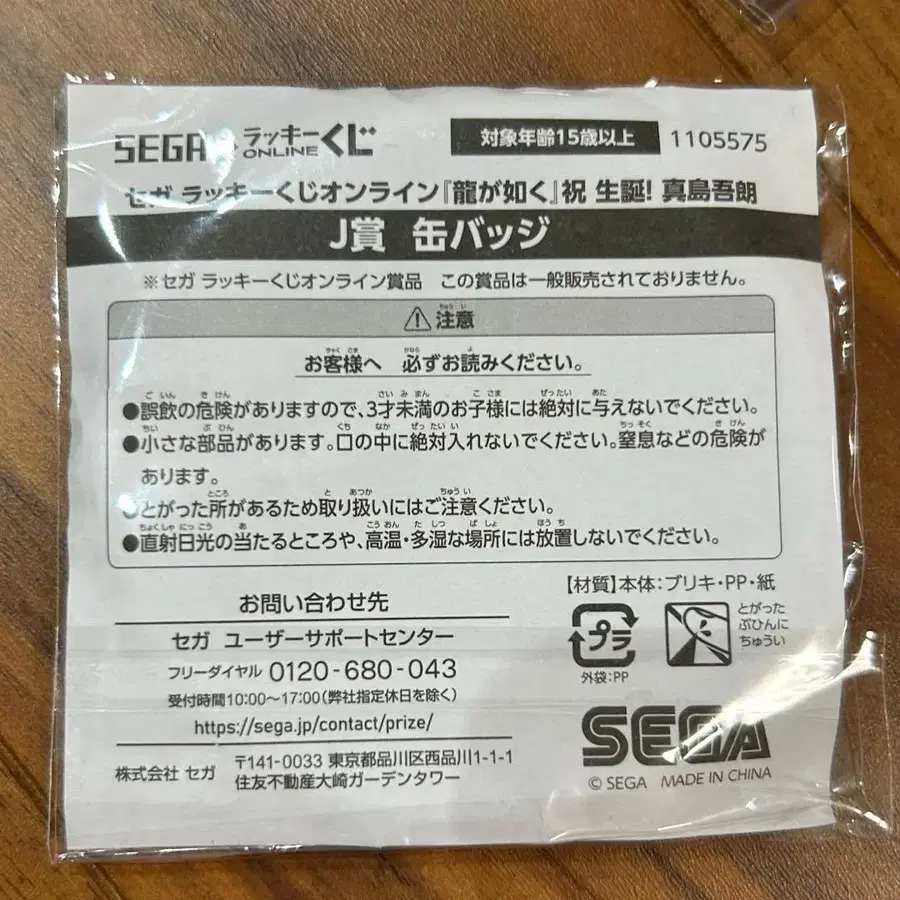 SEGA ラッキーくじ ONLINE 対象年齢15歳以上 1105575
セガ ラッキーくじオンライン『龍が如く』祝 生誕! 真島吾朗
J賞 缶バッジ
※セガ ラッキーくじオンライン賞品 この賞品は一般販売されておりません。
⚠注意
お客様へ 必ずお読みください。
●誤飲の危険がありますので、3才未満のお子様には絶対に与えないでください。
●小さな部品があります。口の中に絶対入れないでください。窒息などの危険が
あります。
●とがった所があるため取り扱いにはご注意ください。
●直射日光の当たるところや、高温・多湿な場所には放置しないでください。
お問い合わせ先
セガ ユーザーサポートセンター
フリーダイヤル 0120-680-043
受付時間10:00～17:00(弊社指定休日を除く)
https://sega.jp/contact/prize/
株式会社 セガ
〒141-0033 東京都品川区西品川1-1-1
住友不動産大崎ガーデンタワー
【材質】本体:ブリキ・PP・紙
プラ
外袋:PP
とがった
ぶひんに
ちゅうい
SEGA
© SEGA MADE IN CHINA